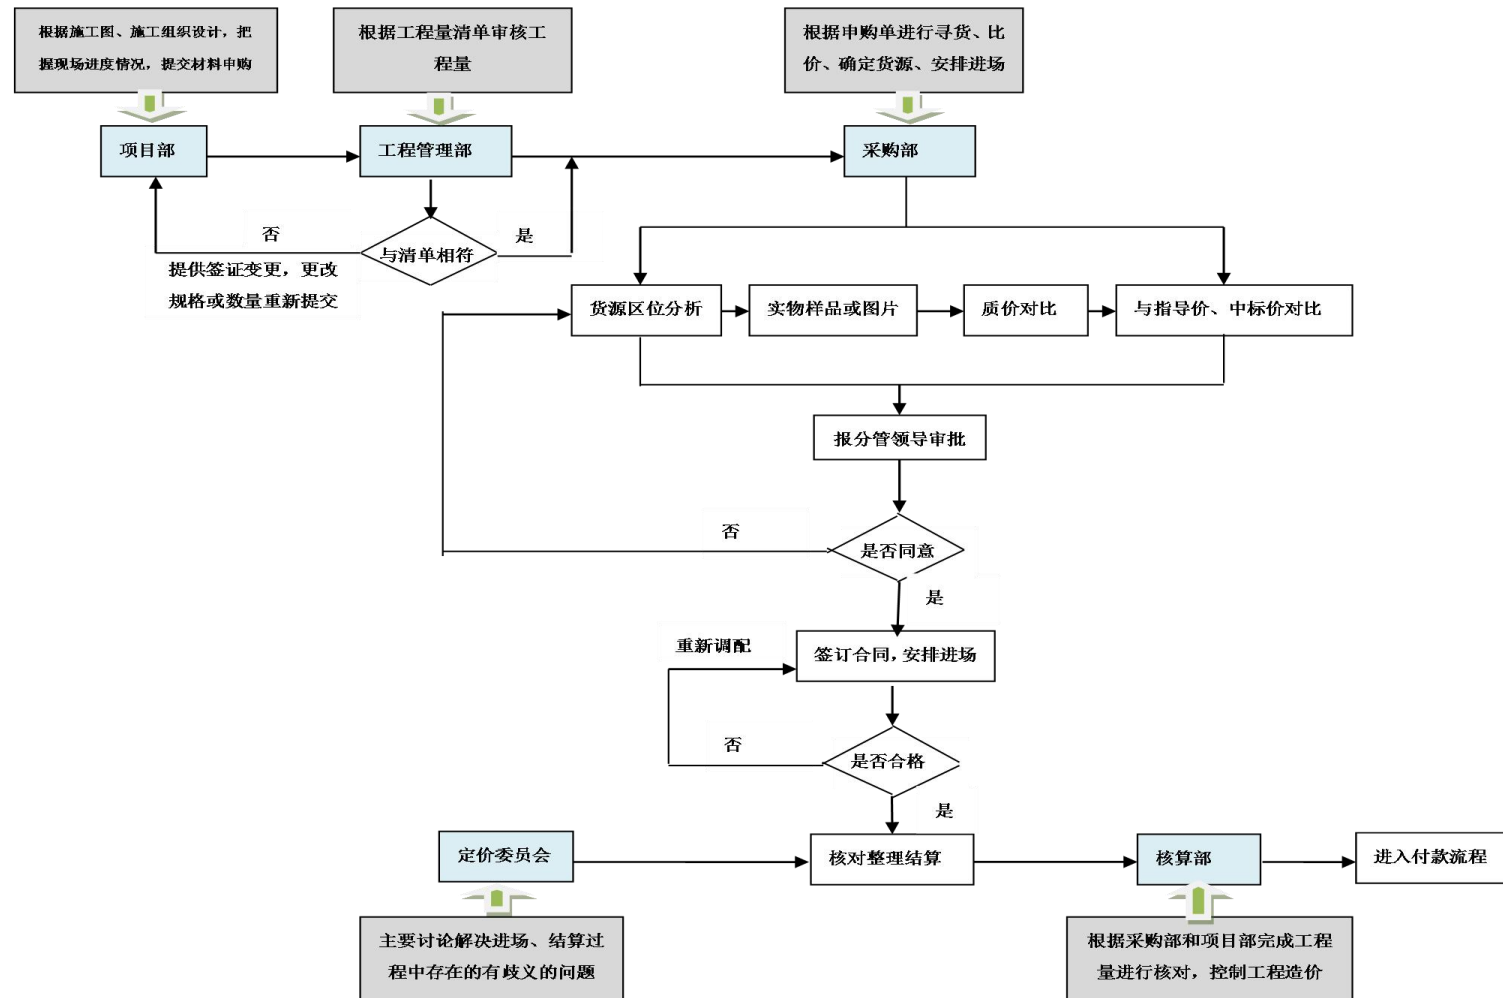 根据施工图、施工组织设计，把
握现场进度情况，提交材料申购
根据工程量清单审核工
程量
根据申购单进行寻货、比
价、确定货源、安排进场
项目部
工程管理部
采购部
否
与清单相符
是
提供签证变更，更改
规格或数量重新提交
货源区位分析
实物样品或图片
质价对比
与指导价、中标价对比
报分管领导审批
否
是否同意
是
重新调配
签订合同，安排进场
否
是否合格
是
定价委员会
核对整理结算
核算部
进入付款流程
主要讨论解决进场、结算过
程中存在的有歧义的问题
根据采购部和项目部完成工程
量进行核对，控制工程造价